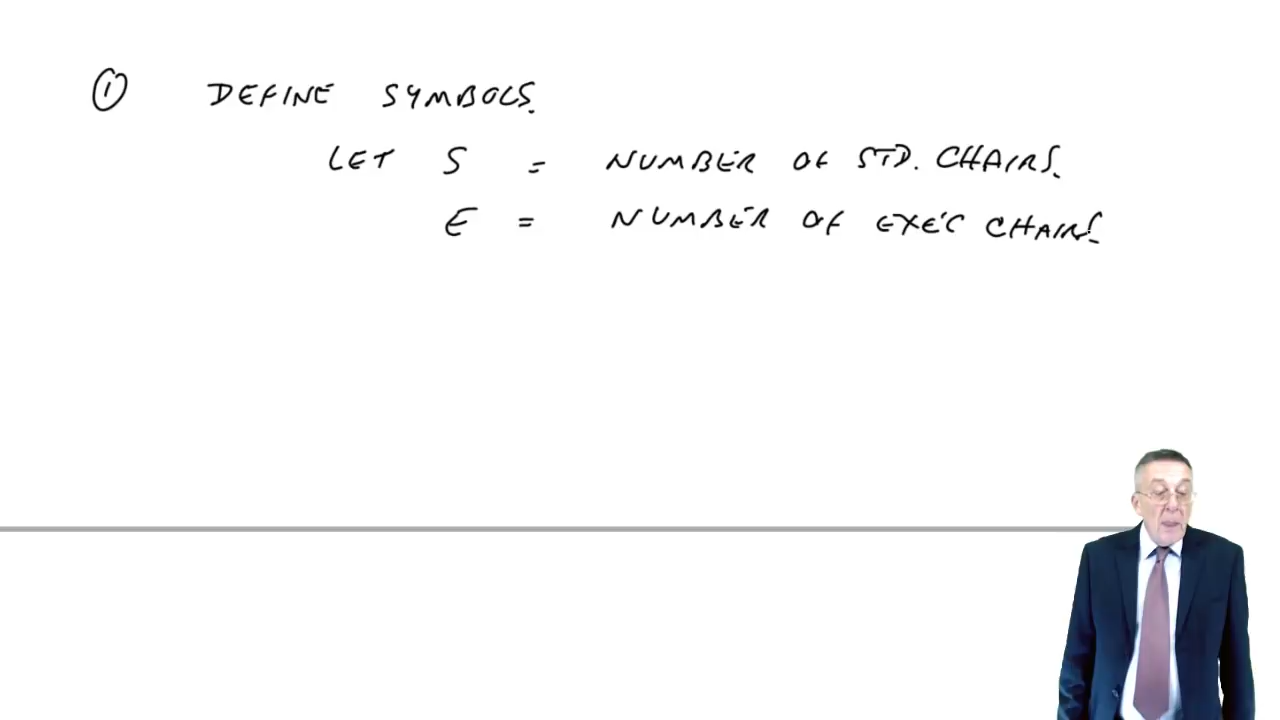 ① DEFINE SYMBOLS.
LET S = NUMBER OF STD. CHAIRS.
E = NUMBER OF EXEC CHAIRS.